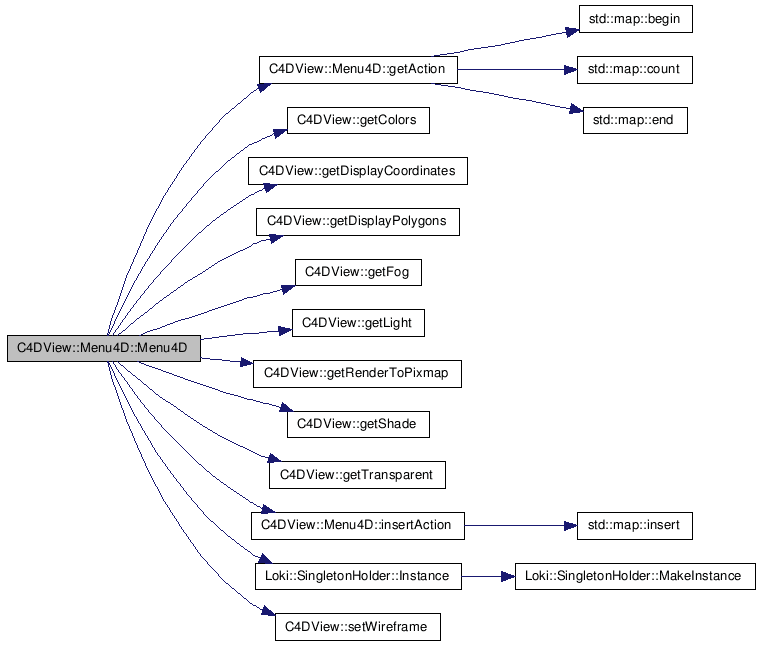 std::map::begin
C4DView::Menu4D::getAction
std::map::count
C4DView::getColors
std::map::end
C4DView::getDisplayCoordinates
C4DView::getDisplayPolygons
C4DView::getFog
C4DView::getLight
C4DView::Menu4D::Menu4D
C4DView::getRenderToPixmap
C4DView::getShade
C4DView::getTransparent
C4DView::Menu4D::insertAction
std::map::insert
Loki::SingletonHolder::Instance
Loki::SingletonHolder::MakeInstance
C4DView::setWireframe